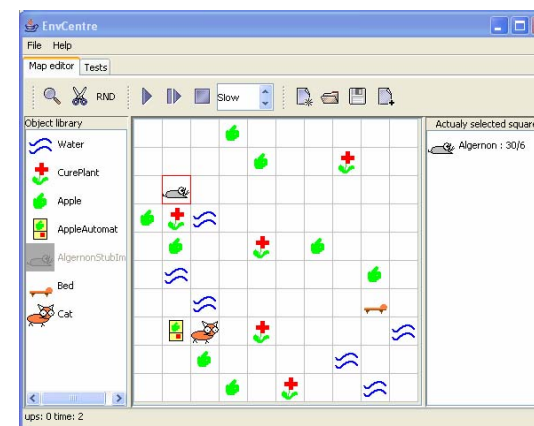 EnvCentre
File Help
Map editor Tests
RND Slow
Object library
Actualy selected square
Water
Algernon : 30/6
CurePlant
Apple
AppleAutomat
AlgernonStubIm
Bed
Cat
ups: 0 time: 2